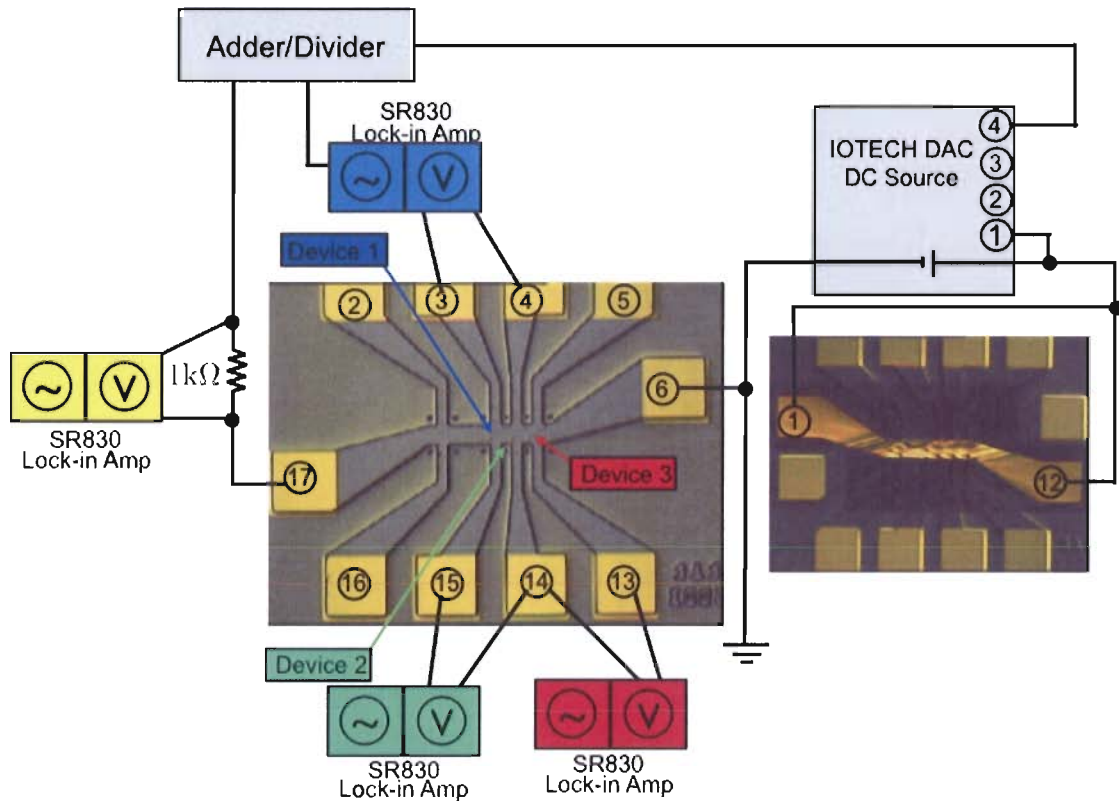 Adder/Divider
SR830
Lock-in Amp
~ V
IOTECH DAC
DC Source
4
3
2
1
Device 1
2
3
4
5
6
1kΩ
~ V
SR830
Lock-in Amp
17
Device 3
1
12
16
15
14
13
Device 2
~ V
SR830
Lock-in Amp
~ V
SR830
Lock-in Amp